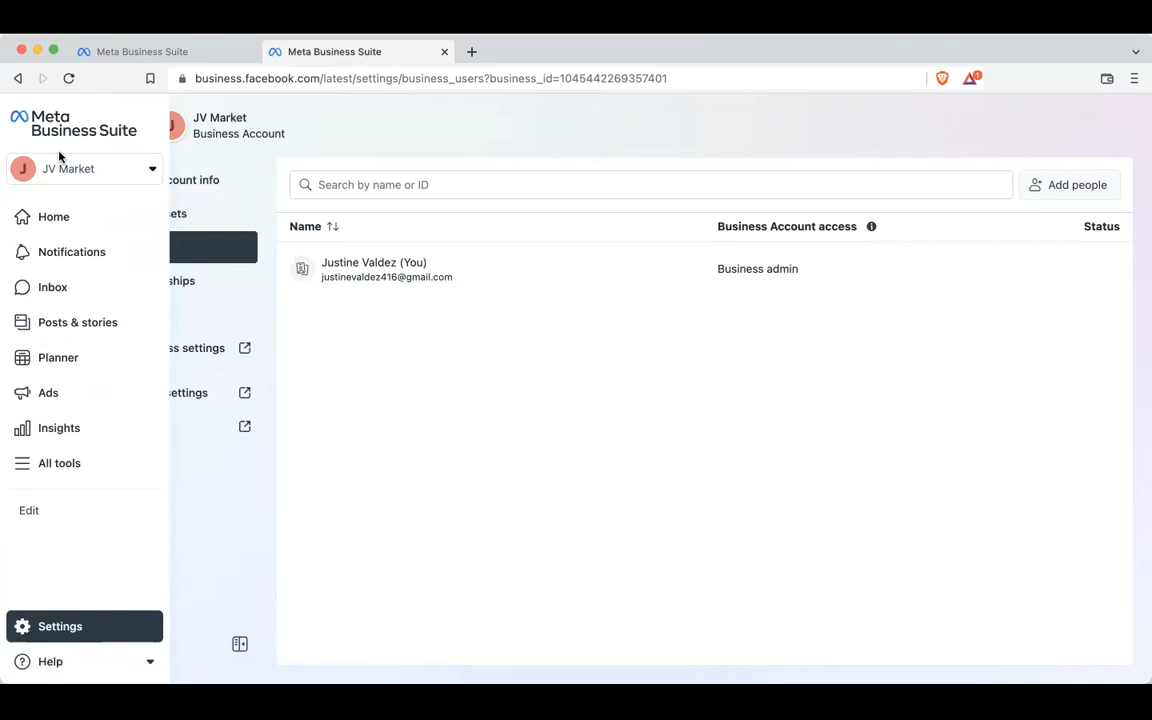 Meta Business Suite
Meta Business Suite
business.facebook.com/latest/settings/business_users?business_id=1045442269357401
1
Meta
Business Suite
J
JV Market
Home
Notifications
Inbox
Posts & stories
Planner
Ads
Insights
All tools
Edit
Settings
Help
J
JV Market
Business Account
count info
sets
ships
ss settings
settings
Search by name or ID
Add people
Name
Business Account access
Status
Justine Valdez (You)
justinevaldez416@gmail.com
Business admin